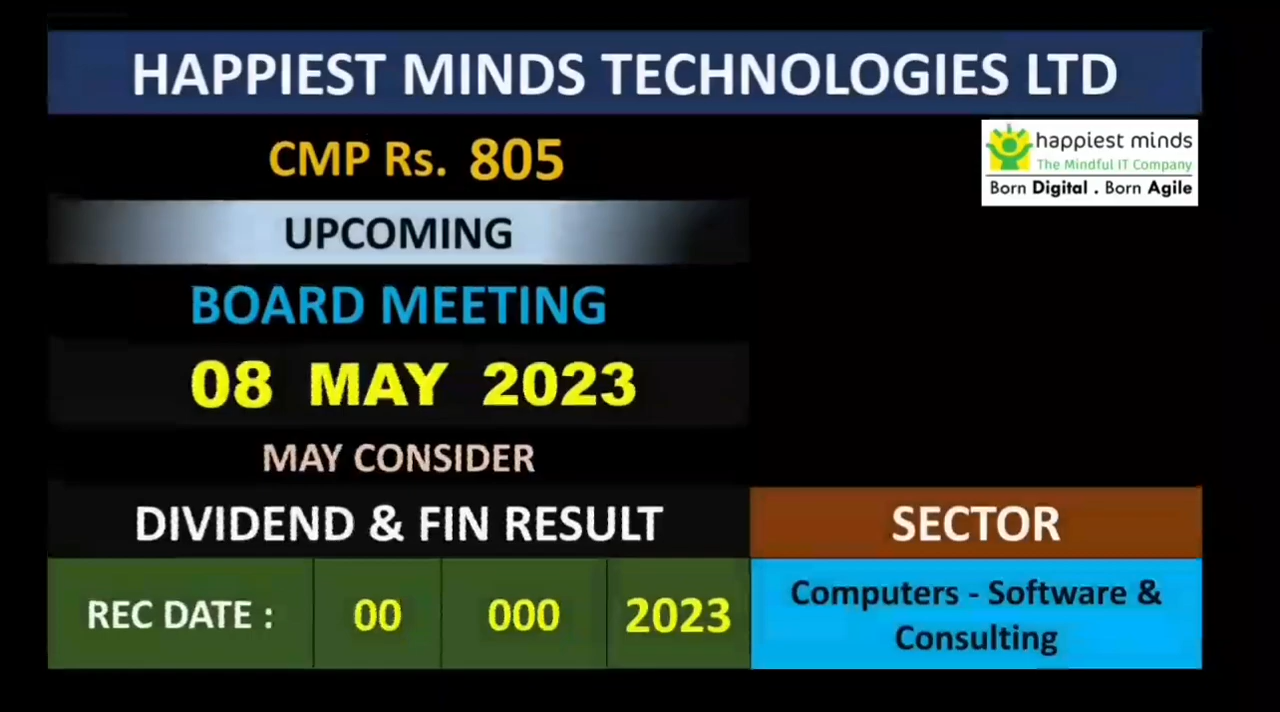 HAPPIEST MINDS TECHNOLOGIES LTD
CMP Rs. 805
happiest minds
The Mindful IT Company
Born Digital . Born Agile
UPCOMING
BOARD MEETING
08 MAY 2023
MAY CONSIDER
DIVIDEND & FIN RESULT
SECTOR
REC DATE : 00 000 2023
Computers - Software &
Consulting